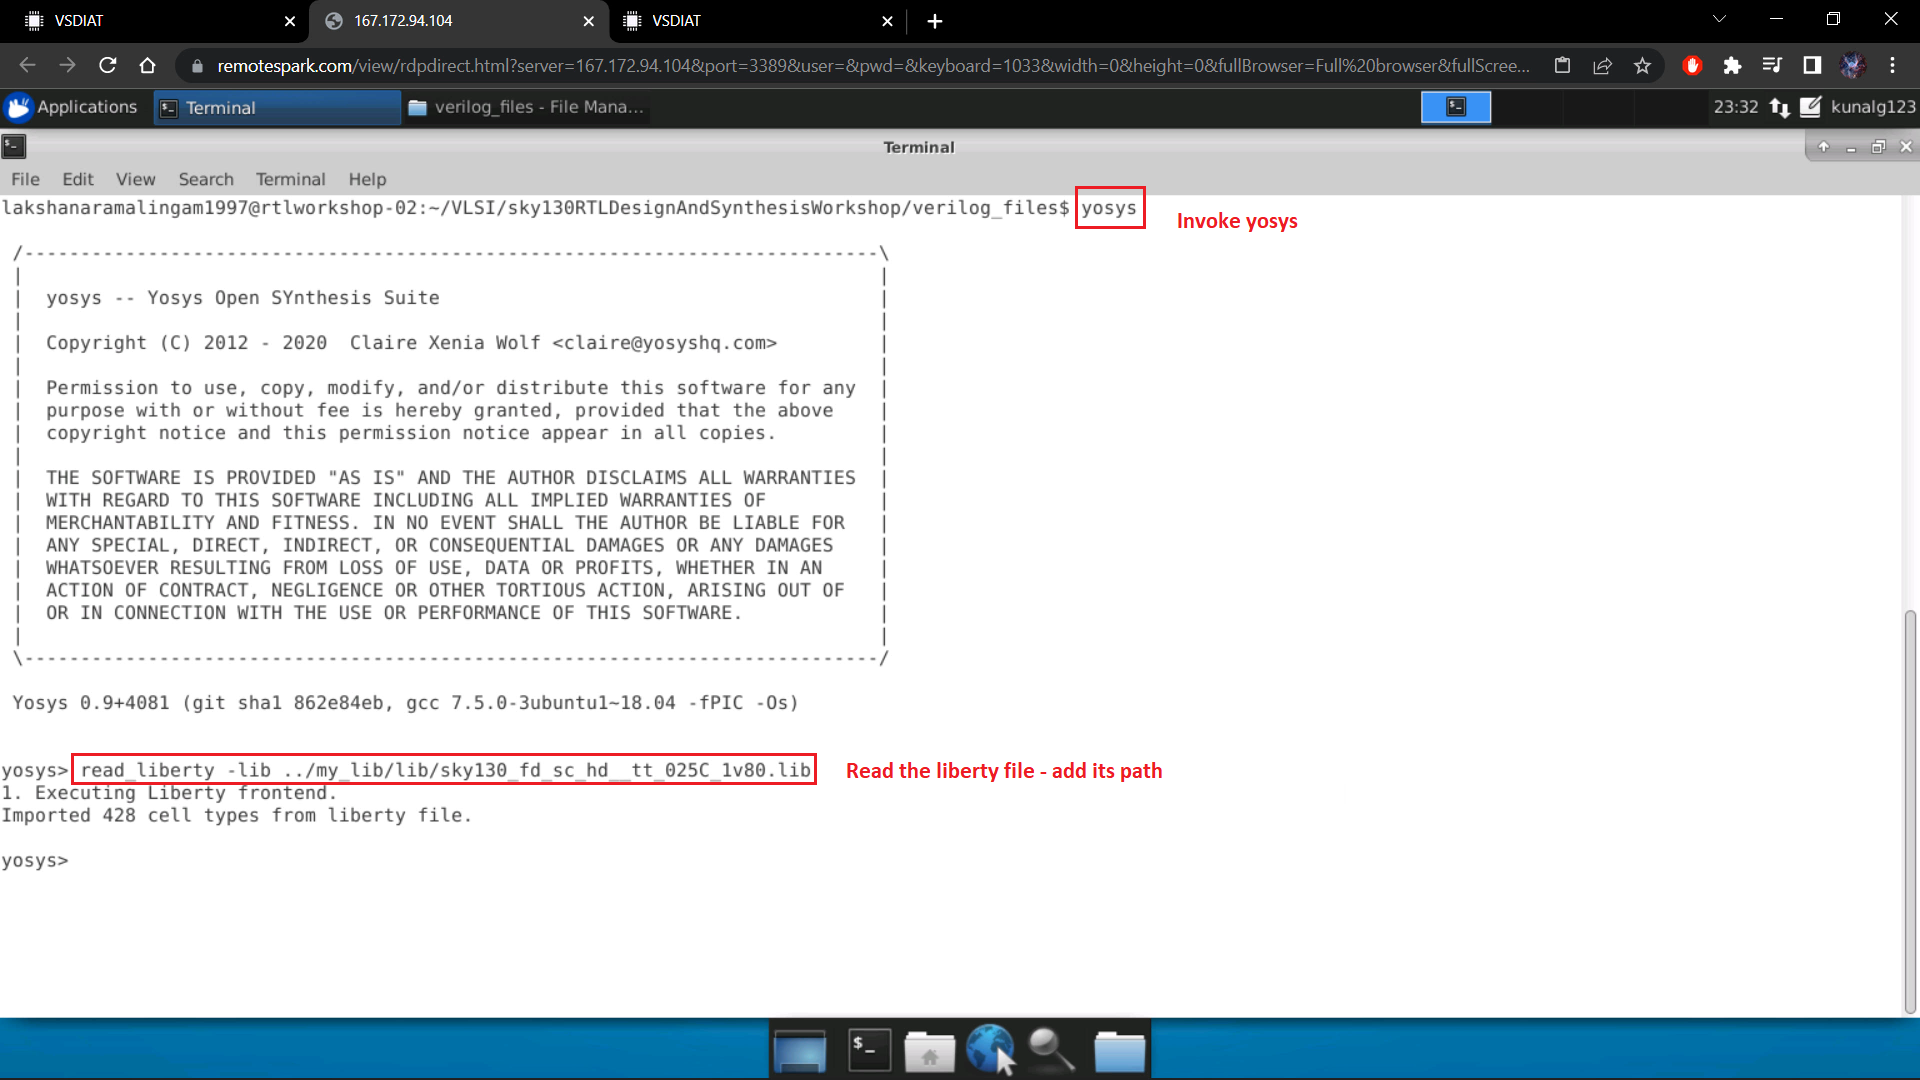 VSDIAT
167.172.94.104
VSDIAT
remotespark.com/view/rdpdirect.html?server=167.172.94.104&port=3389&user=&pwd=&keyboard=1033&width=0&height=0&fullBrowser=Full%20browser&fullScree...
Applications
Terminal
verilog_files - File Mana...
23:32
kunalg123
Terminal
File Edit View Search Terminal Help
lakshanaramalingam1997@rtlworkshop-02:~/VLSI/sky130RTLDesignAndSynthesisWorkshop/verilog_files$ yosys
Invoke yosys
/----------------------------------------------------------------------------\
|                                                                            |
|  yosys -- Yosys Open SYnthesis Suite                                       |
|                                                                            |
|  Copyright (C) 2012 - 2020  Claire Xenia Wolf <claire@yosyshq.com>         |
|                                                                            |
|  Permission to use, copy, modify, and/or distribute this software for any  |
|  purpose with or without fee is hereby granted, provided that the above    |
|  copyright notice and this permission notice appear in all copies.         |
|                                                                            |
|  THE SOFTWARE IS PROVIDED "AS IS" AND THE AUTHOR DISCLAIMS ALL WARRANTIES  |
|  WITH REGARD TO THIS SOFTWARE INCLUDING ALL IMPLIED WARRANTIES OF          |
|  MERCHANTABILITY AND FITNESS. IN NO EVENT SHALL THE AUTHOR BE LIABLE FOR   |
|  ANY SPECIAL, DIRECT, INDIRECT, OR CONSEQUENTIAL DAMAGES OR ANY DAMAGES    |
|  WHATSOEVER RESULTING FROM LOSS OF USE, DATA OR PROFITS, WHETHER IN AN     |
|  ACTION OF CONTRACT, NEGLIGENCE OR OTHER TORTIOUS ACTION, ARISING OUT OF   |
|  OR IN CONNECTION WITH THE USE OR PERFORMANCE OF THIS SOFTWARE.            |
|                                                                            |
\----------------------------------------------------------------------------/
Yosys 0.9+4081 (git sha1 862e84eb, gcc 7.5.0-3ubuntu1~18.04 -fPIC -Os)
yosys> read_liberty -lib ../my_lib/lib/sky130_fd_sc_hd__tt_025C_1v80.lib
Read the liberty file - add its path
1. Executing Liberty frontend.
Imported 428 cell types from liberty file.
yosys>